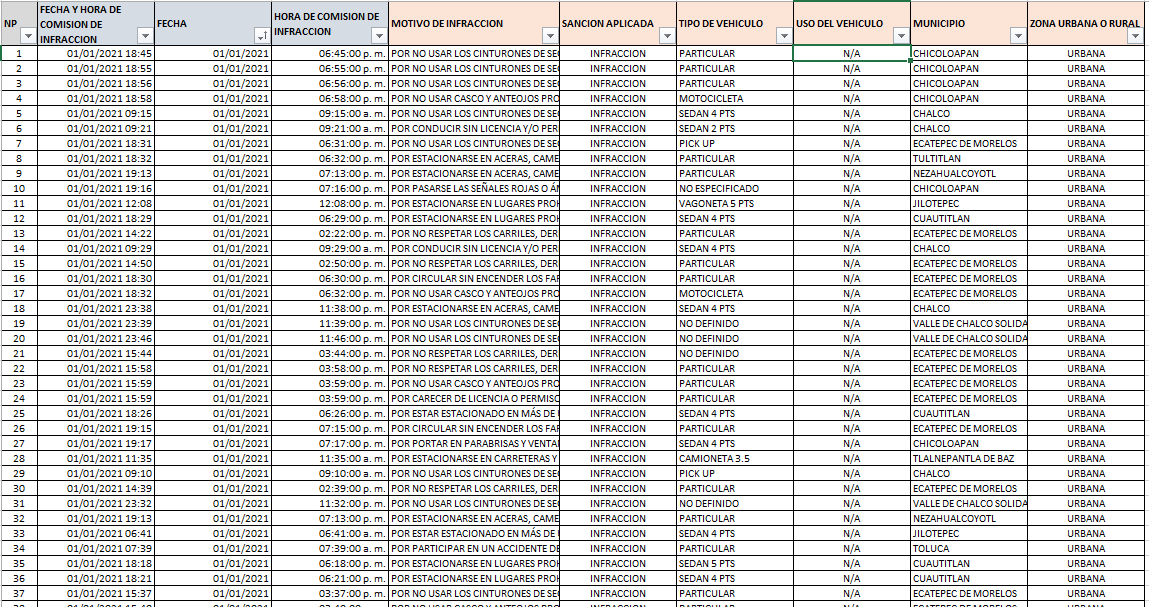 NP FECHA Y HORA DE COMISION DE INFRACCION FECHA HORA DE COMISION DE INFRACCION MOTIVO DE INFRACCION SANCION APLICADA TIPO DE VEHICULO USO DEL VEHICULO MUNICIPIO ZONA URBANA O RURAL
1 01/01/2021 18:45 01/01/2021 06:45:00 p. m. POR NO USAR LOS CINTURONES DE SE INFRACCION PARTICULAR N/A CHICOLOAPAN URBANA
2 01/01/2021 18:55 01/01/2021 06:55:00 p. m. POR NO USAR LOS CINTURONES DE SE INFRACCION PARTICULAR N/A CHICOLOAPAN URBANA
3 01/01/2021 18:56 01/01/2021 06:56:00 p. m. POR NO USAR LOS CINTURONES DE SE INFRACCION PARTICULAR N/A CHICOLOAPAN URBANA
4 01/01/2021 18:58 01/01/2021 06:58:00 p. m. POR NO USAR CASCO Y ANTEOJOS PRO INFRACCION MOTOCICLETA N/A CHICOLOAPAN URBANA
5 01/01/2021 09:15 01/01/2021 09:15:00 a. m. POR NO USAR LOS CINTURONES DE SE INFRACCION SEDAN 4 PTS N/A CHALCO URBANA
6 01/01/2021 09:21 01/01/2021 09:21:00 a. m. POR CONDUCIR SIN LICENCIA Y/O PER INFRACCION SEDAN 2 PTS N/A CHALCO URBANA
7 01/01/2021 18:31 01/01/2021 06:31:00 p. m. POR NO USAR LOS CINTURONES DE SE INFRACCION PICK UP N/A ECATEPEC DE MORELOS URBANA
8 01/01/2021 18:32 01/01/2021 06:32:00 p. m. POR ESTACIONARSE EN ACERAS, CAME INFRACCION PARTICULAR N/A TULTITLAN URBANA
9 01/01/2021 19:13 01/01/2021 07:13:00 p. m. POR ESTACIONARSE EN ACERAS, CAME INFRACCION PARTICULAR N/A NEZAHUALCOYOTL URBANA
10 01/01/2021 19:16 01/01/2021 07:16:00 p. m. POR PASARSE LAS SEÑALES ROJAS O ÁM INFRACCION NO ESPECIFICADO N/A CHICOLOAPAN URBANA
11 01/01/2021 12:08 01/01/2021 12:08:00 p. m. POR ESTACIONARSE EN LUGARES PROH INFRACCION VAGONETA 5 PTS N/A JILOTEPEC URBANA
12 01/01/2021 18:29 01/01/2021 06:29:00 p. m. POR ESTACIONARSE EN LUGARES PROH INFRACCION SEDAN 4 PTS N/A CUAUTITLAN URBANA
13 01/01/2021 14:22 01/01/2021 02:22:00 p. m. POR NO RESPETAR LOS CARRILES, DER INFRACCION PARTICULAR N/A ECATEPEC DE MORELOS URBANA
14 01/01/2021 09:29 01/01/2021 09:29:00 a. m. POR CONDUCIR SIN LICENCIA Y/O PER INFRACCION SEDAN 4 PTS N/A CHALCO URBANA
15 01/01/2021 14:50 01/01/2021 02:50:00 p. m. POR NO RESPETAR LOS CARRILES, DER INFRACCION PARTICULAR N/A ECATEPEC DE MORELOS URBANA
16 01/01/2021 18:30 01/01/2021 06:30:00 p. m. POR CIRCULAR SIN ENCENDER LOS FAR INFRACCION PARTICULAR N/A ECATEPEC DE MORELOS URBANA
17 01/01/2021 18:32 01/01/2021 06:32:00 p. m. POR NO USAR CASCO Y ANTEOJOS PRO INFRACCION MOTOCICLETA N/A ECATEPEC DE MORELOS URBANA
18 01/01/2021 23:38 01/01/2021 11:38:00 p. m. POR ESTACIONARSE EN ACERAS, CAME INFRACCION SEDAN 4 PTS N/A CHALCO URBANA
19 01/01/2021 23:39 01/01/2021 11:39:00 p. m. POR NO USAR LOS CINTURONES DE SE INFRACCION NO DEFINIDO N/A VALLE DE CHALCO SOLIDA URBANA
20 01/01/2021 23:46 01/01/2021 11:46:00 p. m. POR NO USAR LOS CINTURONES DE SE INFRACCION NO DEFINIDO N/A VALLE DE CHALCO SOLIDA URBANA
21 01/01/2021 15:44 01/01/2021 03:44:00 p. m. POR NO RESPETAR LOS CARRILES, DER INFRACCION NO DEFINIDO N/A ECATEPEC DE MORELOS URBANA
22 01/01/2021 15:58 01/01/2021 03:58:00 p. m. POR NO RESPETAR LOS CARRILES, DER INFRACCION PARTICULAR N/A ECATEPEC DE MORELOS URBANA
23 01/01/2021 15:59 01/01/2021 03:59:00 p. m. POR NO USAR CASCO Y ANTEOJOS PRO INFRACCION PARTICULAR N/A ECATEPEC DE MORELOS URBANA
24 01/01/2021 15:59 01/01/2021 03:59:00 p. m. POR CARECER DE LICENCIA O PERMISO INFRACCION PARTICULAR N/A ECATEPEC DE MORELOS URBANA
25 01/01/2021 18:26 01/01/2021 06:26:00 p. m. POR ESTAR ESTACIONADO EN MÁS DE INFRACCION SEDAN 4 PTS N/A CUAUTITLAN URBANA
26 01/01/2021 19:15 01/01/2021 07:15:00 p. m. POR CIRCULAR SIN ENCENDER LOS FAR INFRACCION PARTICULAR N/A ECATEPEC DE MORELOS URBANA
27 01/01/2021 19:17 01/01/2021 07:17:00 p. m. POR PORTAR EN PARABRISAS Y VENTA INFRACCION SEDAN 4 PTS N/A CHICOLOAPAN URBANA
28 01/01/2021 11:35 01/01/2021 11:35:00 a. m. POR ESTACIONARSE EN CARRETERAS Y INFRACCION CAMIONETA 3.5 N/A TLALNEPANTLA DE BAZ URBANA
29 01/01/2021 09:10 01/01/2021 09:10:00 a. m. POR NO USAR LOS CINTURONES DE SE INFRACCION PICK UP N/A CHALCO URBANA
30 01/01/2021 14:39 01/01/2021 02:39:00 p. m. POR NO RESPETAR LOS CARRILES, DER INFRACCION PARTICULAR N/A ECATEPEC DE MORELOS URBANA
31 01/01/2021 23:32 01/01/2021 11:32:00 p. m. POR NO USAR LOS CINTURONES DE SE INFRACCION NO DEFINIDO N/A VALLE DE CHALCO SOLIDA URBANA
32 01/01/2021 19:13 01/01/2021 07:13:00 p. m. POR ESTACIONARSE EN ACERAS, CAME INFRACCION PARTICULAR N/A NEZAHUALCOYOTL URBANA
33 01/01/2021 06:41 01/01/2021 06:41:00 a. m. POR ESTAR ESTACIONADO EN MÁS DE INFRACCION SEDAN 4 PTS N/A JILOTEPEC URBANA
34 01/01/2021 07:39 01/01/2021 07:39:00 a. m. POR PARTICIPAR EN UN ACCIDENTE DE INFRACCION PARTICULAR N/A TOLUCA URBANA
35 01/01/2021 18:18 01/01/2021 06:18:00 p. m. POR ESTACIONARSE EN LUGARES PROH INFRACCION SEDAN 5 PTS N/A CUAUTITLAN URBANA
36 01/01/2021 18:21 01/01/2021 06:21:00 p. m. POR ESTACIONARSE EN LUGARES PROH INFRACCION SEDAN 4 PTS N/A CUAUTITLAN URBANA
37 01/01/2021 15:37 01/01/2021 03:37:00 p. m. POR NO USAR LOS CINTURONES DE SE INFRACCION PARTICULAR N/A ECATEPEC DE MORELOS URBANA